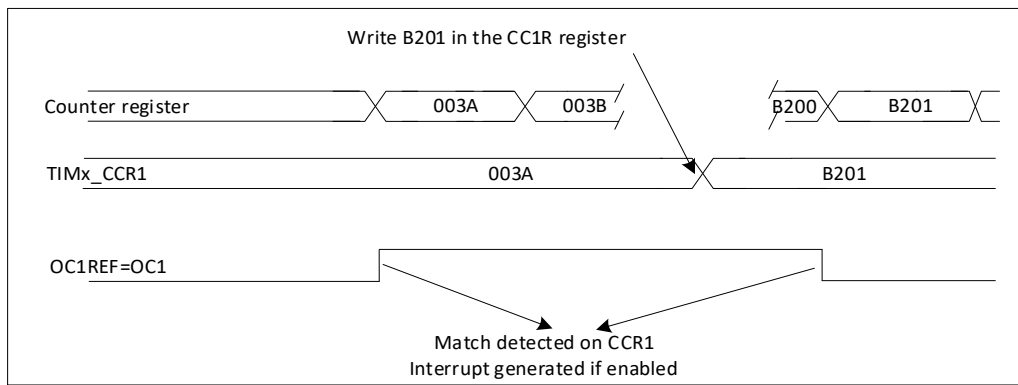 Write B201 in the CC1R register
Counter register 003A 003B B200 B201
TIMx_CCR1 003A B201
OC1REF=OC1
Match detected on CCR1
Interrupt generated if enabled